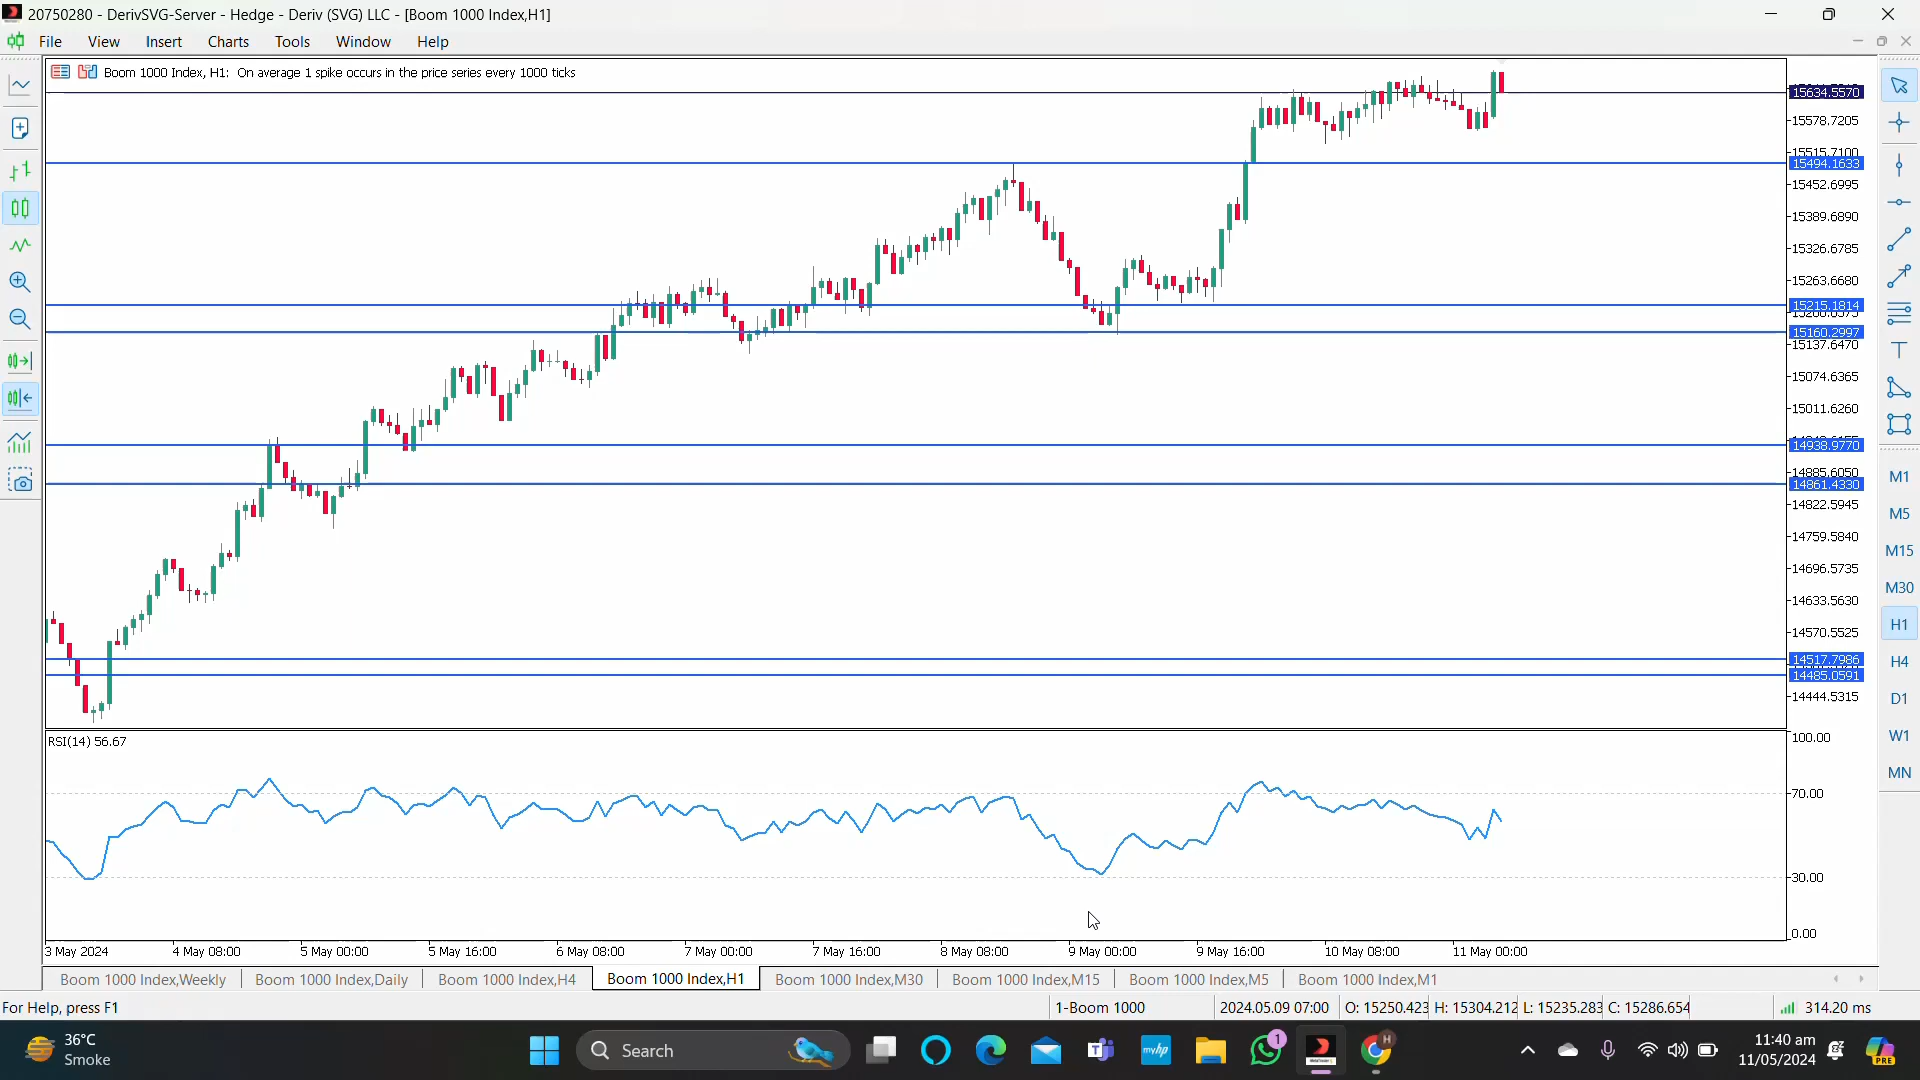 20750280 - DerivSVG-Server - Hedge - Deriv (SVG) LLC - [Boom 1000 Index,H1]
File View Insert Charts Tools Window Help
Boom 1000 Index, H1: On average 1 spike occurs in the price series every 1000 ticks
15634.5570
15578.7205
15515.7100
15494.1633
15452.6995
15389.6890
15326.6785
15263.6680
15215.1814
15160.2997
15137.6470
15074.6365
15011.6260
14938.9770
14885.6050
14861.4330
14822.5945
14759.5840
14696.5735
14633.5630
14570.5525
14517.7986
14485.0591
14444.5315
M1
M5
M15
M30
H1
H4
D1
W1
MN
RSI(14) 56.67
100.00
70.00
30.00
0.00
3 May 2024 4 May 08:00 5 May 00:00 5 May 16:00 6 May 08:00 7 May 00:00 7 May 16:00 8 May 08:00 9 May 00:00 9 May 16:00 10 May 08:00 11 May 00:00
Boom 1000 Index,Weekly Boom 1000 Index,Daily Boom 1000 Index,H4 Boom 1000 Index,H1 Boom 1000 Index,M30 Boom 1000 Index,M15 Boom 1000 Index,M5 Boom 1000 Index,M1
For Help, press F1 1-Boom 1000 2024.05.09 07:00 O: 15250.423 H: 15304.212 L: 15235.283 C: 15286.654 314.20 ms
36°C
Smoke
Search
myhp
1
H
11:40 am
11/05/2024
PRE